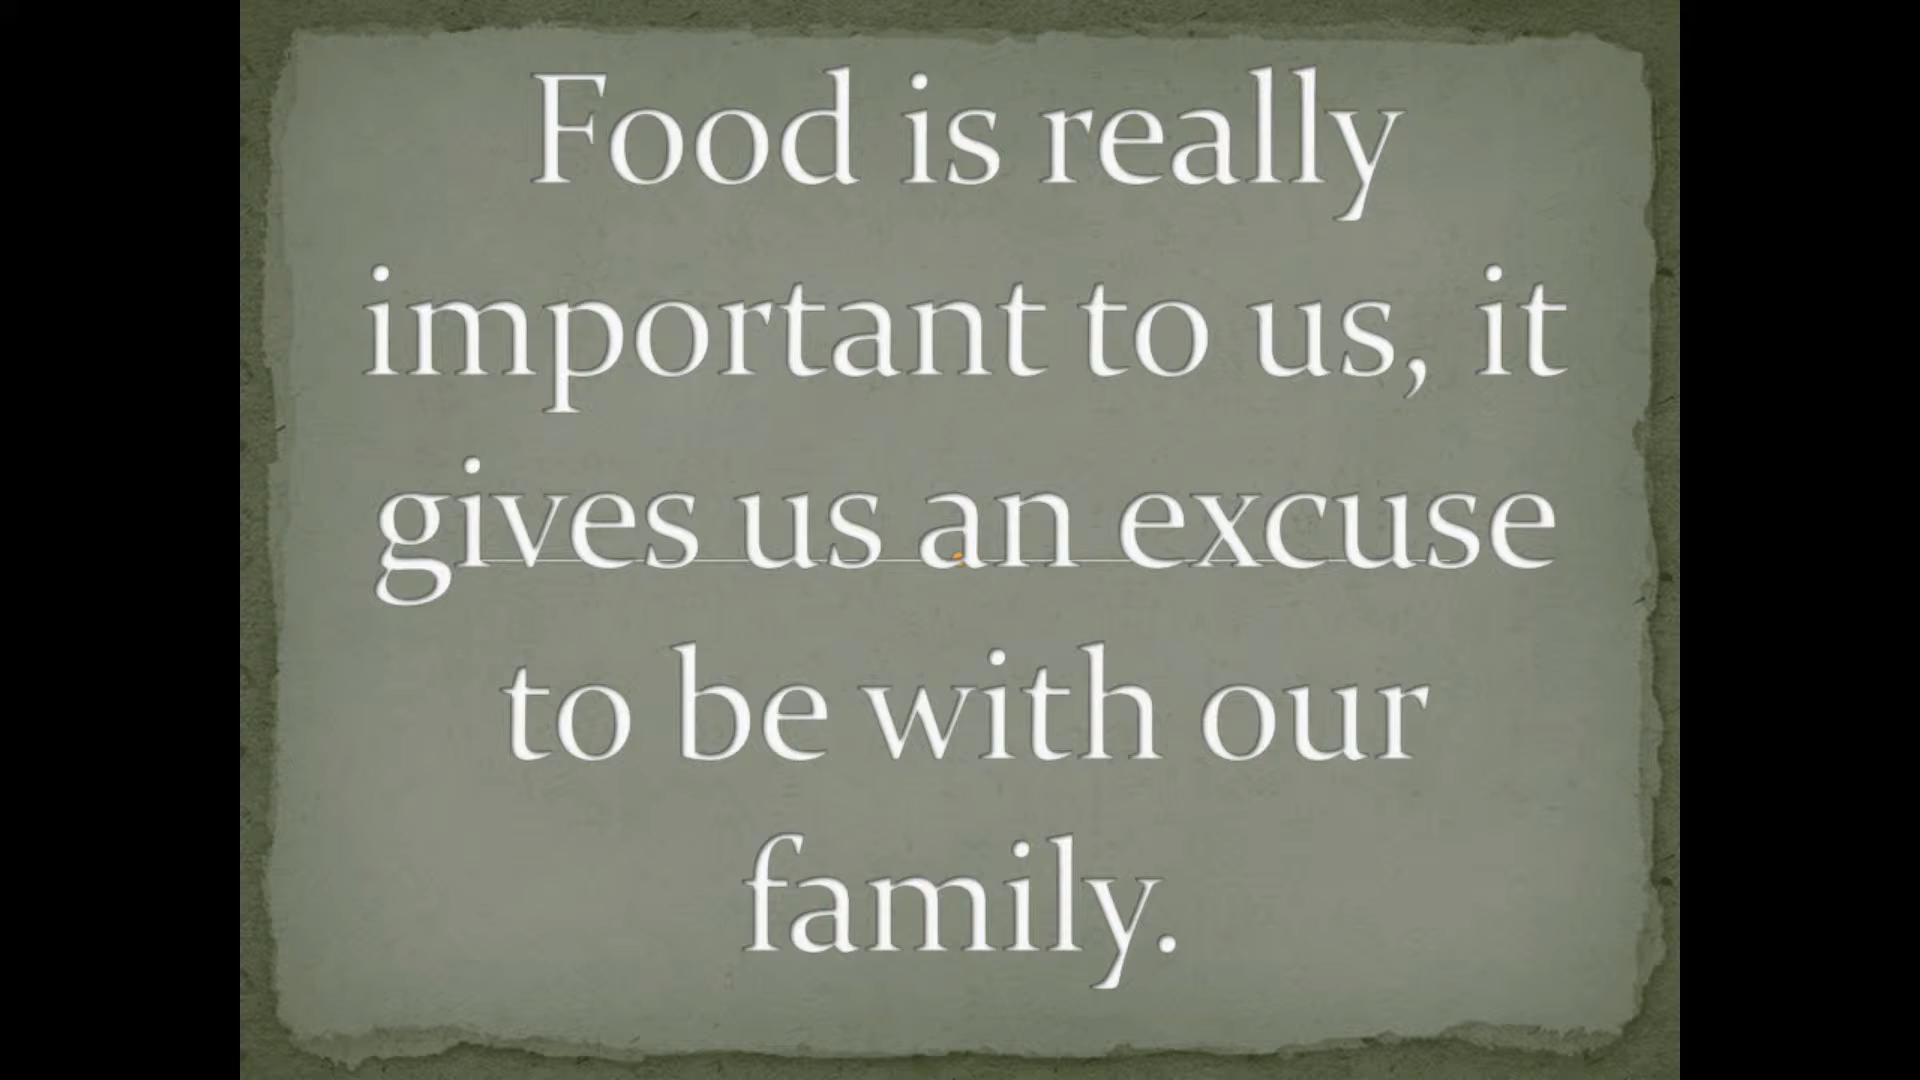 Food is really
important to us, it
gives us an excuse
to be with our
family.